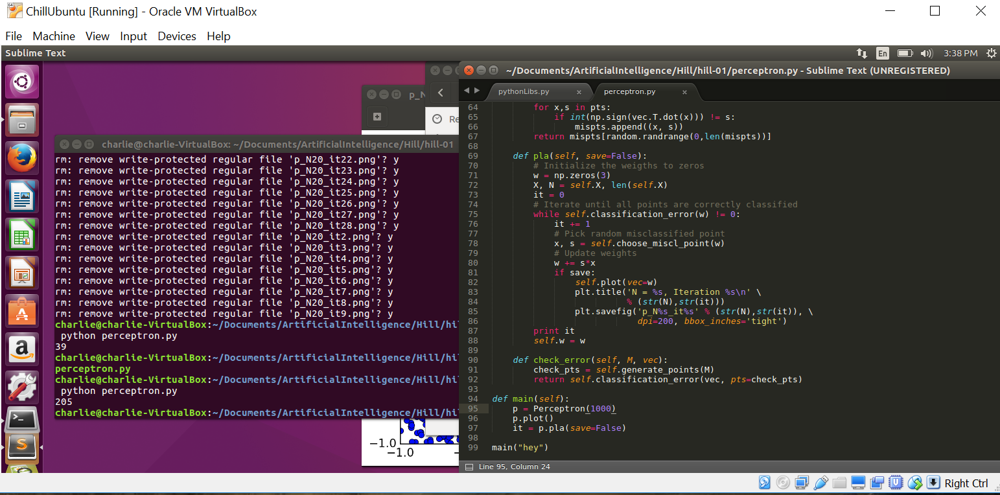 ChillUbuntu [Running] - Oracle VM VirtualBox
File Machine View Input Devices Help
Sublime Text
En 3:38 PM
p_N
Re
charlie@charlie-VirtualBox: ~/Documents/ArtificialIntelligence/Hill/hill-01
rm: remove write-protected regular file 'p_N20_it22.png'? y
rm: remove write-protected regular file 'p_N20_it23.png'? y
rm: remove write-protected regular file 'p_N20_it24.png'? y
rm: remove write-protected regular file 'p_N20_it25.png'? y
rm: remove write-protected regular file 'p_N20_it26.png'? y
rm: remove write-protected regular file 'p_N20_it27.png'? y
rm: remove write-protected regular file 'p_N20_it28.png'? y
rm: remove write-protected regular file 'p_N20_it2.png'? y
rm: remove write-protected regular file 'p_N20_it3.png'? y
rm: remove write-protected regular file 'p_N20_it4.png'? y
rm: remove write-protected regular file 'p_N20_it5.png'? y
rm: remove write-protected regular file 'p_N20_it6.png'? y
rm: remove write-protected regular file 'p_N20_it7.png'? y
rm: remove write-protected regular file 'p_N20_it8.png'? y
rm: remove write-protected regular file 'p_N20_it9.png'? y
charlie@charlie-VirtualBox:~/Documents/ArtificialIntelligence/Hill/hil
 python perceptron.py
39
charlie@charlie-VirtualBox:~/Documents/ArtificialIntelligence/Hill/hil
perceptron.py
charlie@charlie-VirtualBox:~/Documents/ArtificialIntelligence/Hill/hil
 python perceptron.py
205
charlie@charlie-VirtualBox:~/Documents/ArtificialIntelligence/Hill/hil
−1.0
−1.0
~/Documents/ArtificialIntelligence/Hill/hill-01/perceptron.py - Sublime Text (UNREGISTERED)
pythonLibs.py × perceptron.py ×
64         for x,s in pts:
65             if int(np.sign(vec.T.dot(x))) != s:
66                 mispts.append((x, s))
67         return mispts[random.randrange(0,len(mispts))]
68
69     def pla(self, save=False):
70         # Initialize the weigths to zeros
71         w = np.zeros(3)
72         X, N = self.X, len(self.X)
73         it = 0
74         # Iterate until all points are correctly classified
75         while self.classification_error(w) != 0:
76             it += 1
77             # Pick random misclassified point
78             x, s = self.choose_miscl_point(w)
79             # Update weights
80             w += s*x
81             if save:
82                 self.plot(vec=w)
83                 plt.title('N = %s, Iteration %s\n' \
84                           % (str(N),str(it)))
85                 plt.savefig('p_N%s_it%s' % (str(N),str(it)), \
86                             dpi=200, bbox_inches='tight')
87         print it
88         self.w = w
89
90     def check_error(self, M, vec):
91         check_pts = self.generate_points(M)
92         return self.classification_error(vec, pts=check_pts)
93
94 def main(self):
95     p = Perceptron(1000)
96     p.plot()
97     it = p.pla(save=False)
98
99 main("hey")
Line 95, Column 24
Right Ctrl